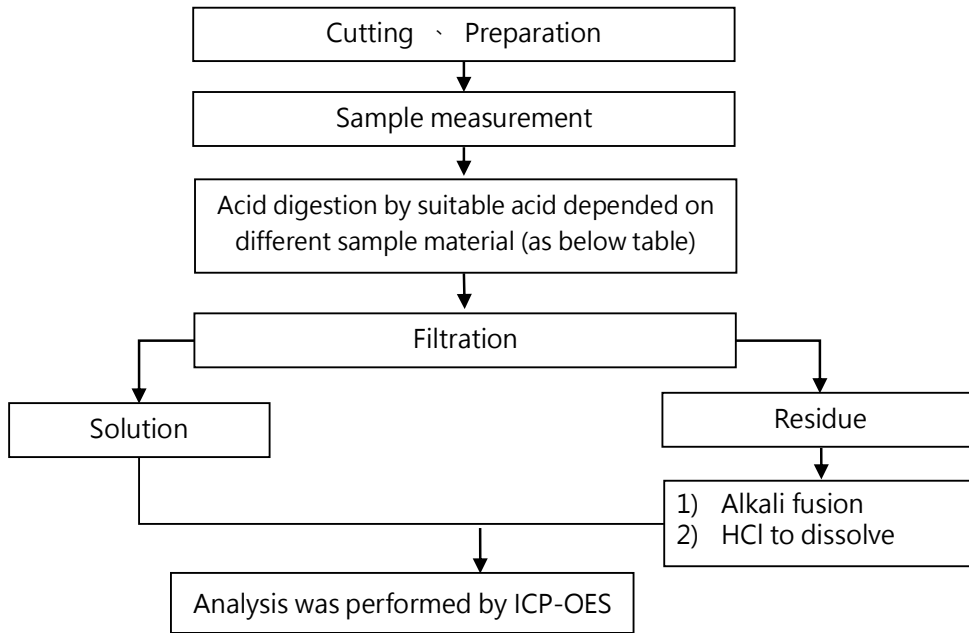 Cutting 、 Preparation
Sample measurement
Acid digestion by suitable acid depended on
different sample material (as below table)
Filtration
Solution
Residue
1) Alkali fusion
2) HCl to dissolve
Analysis was performed by ICP-OES